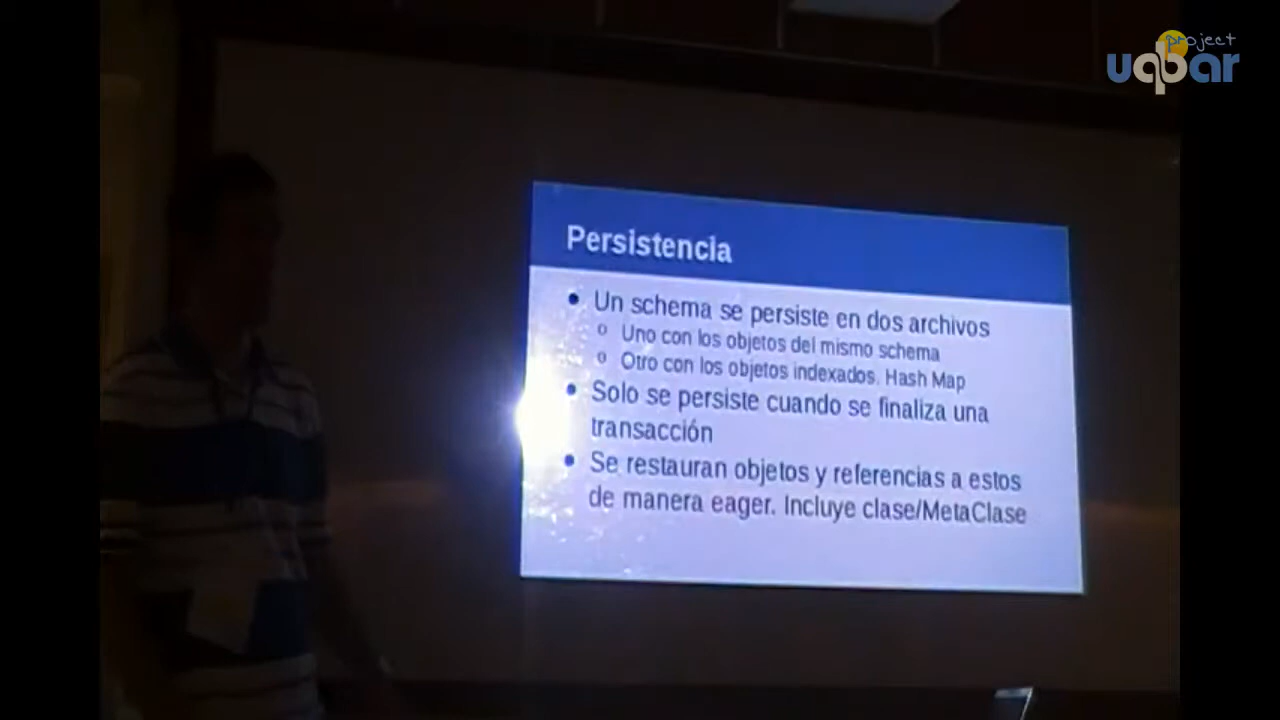 project
uqbar
Persistencia
• Un schema se persiste en dos archivos
o Uno con los objetos del mismo schema
o Otro con los objetos indexados. Hash Map
• Solo se persiste cuando se finaliza una
transacción
• Se restauran objetos y referencias a estos
de manera eager. Incluye clase/MetaClase